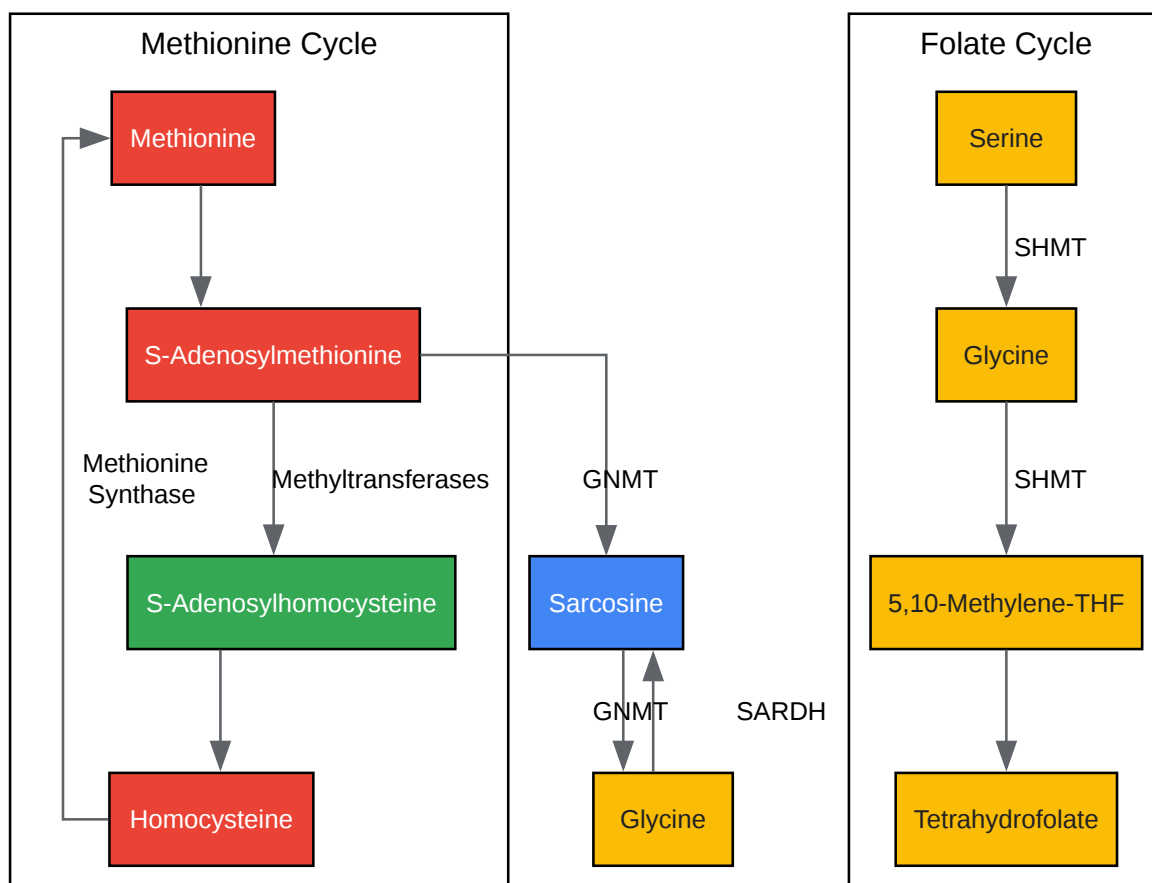 Methionine Cycle
Folate Cycle
Methionine
Serine
SHMT
S-Adenosylmethionine
Glycine
Methionine
Synthase
Methyltransferases
GNMT
SHMT
S-Adenosylhomocysteine
Sarcosine
5,10-Methylene-THF
GNMT
SARDH
Homocysteine
Glycine
Tetrahydrofolate